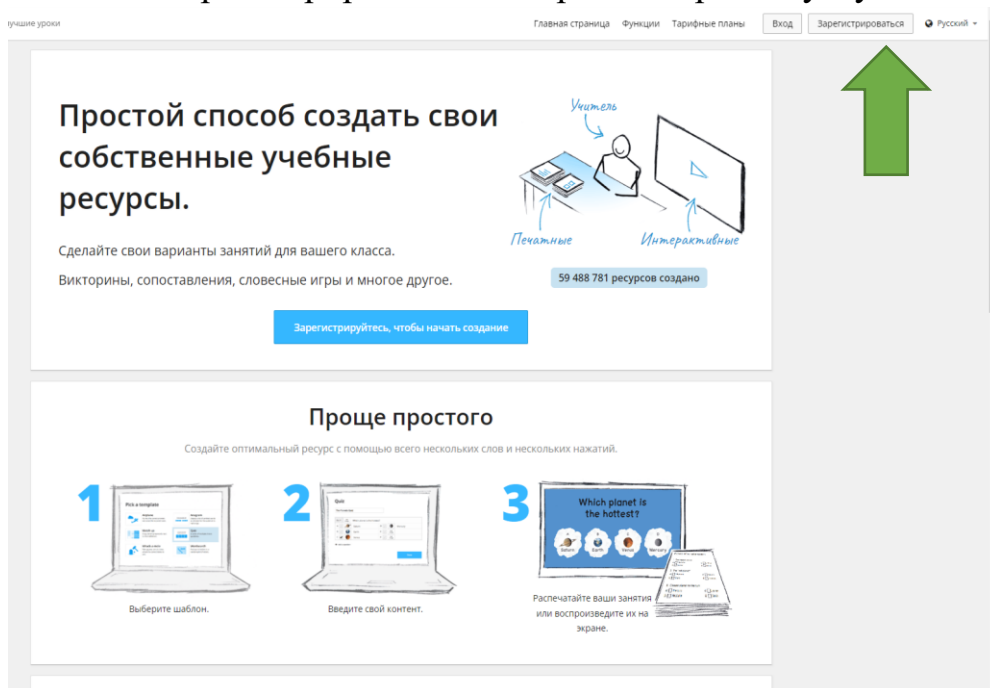 лучшие уроки Главная страница Функции Тарифные планы Вход Зарегистрироваться Русский
Простой способ создать свои
собственные учебные
ресурсы.
Сделайте свои варианты занятий для вашего класса.
Викторины, сопоставления, словесные игры и многое другое.
Учитель
Печатные
Интерактивные
59 488 781 ресурсов создано
Зарегистрируйтесь, чтобы начать создание
Проще простого
Создайте оптимальный ресурс с помощью всего нескольких слов и нескольких нажатий.
1
Pick a template
Выберите шаблон.
2
Quiz
Введите свой контент.
3
Which planet is
the hottest?
Saturn Earth Venus Mercury
Распечатайте ваши занятия
или воспроизведите их на
экране.